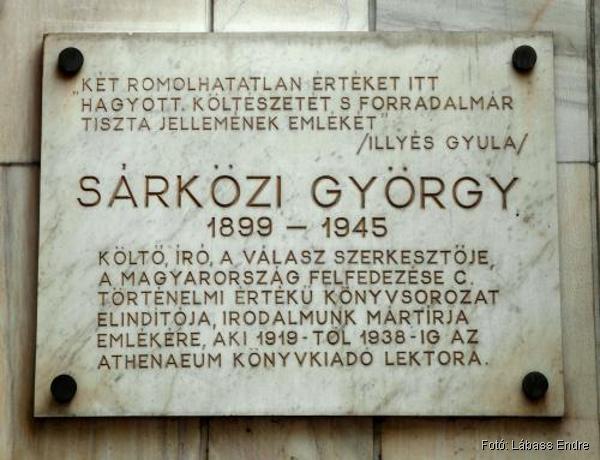 „KÉT ROMOLHATATLAN ÉRTÉKET ITT
HAGYOTT. KÖLTÉSZETÉT, S FORRADALMÁR
TISZTA JELLEMÉNEK EMLÉKÉT"
/ILLYÉS GYULA/
SÁRKÖZI GYÖRGY
1899 – 1945
KÖLTŐ, ÍRÓ, A VÁLASZ SZERKESZTŐJE,
A MAGYARORSZÁG FELFEDEZÉSE C.
TÖRTÉNELMI ÉRTÉKŰ KÖNYVSOROZAT
ELINDÍTÓJA, IRODALMUNK MÁRTÍRJA
EMLÉKÉRE, AKI 1919-TŐL 1938-IG AZ
ATHENAEUM KÖNYVKIADÓ LEKTORA.
Fotó: Lábass Endre